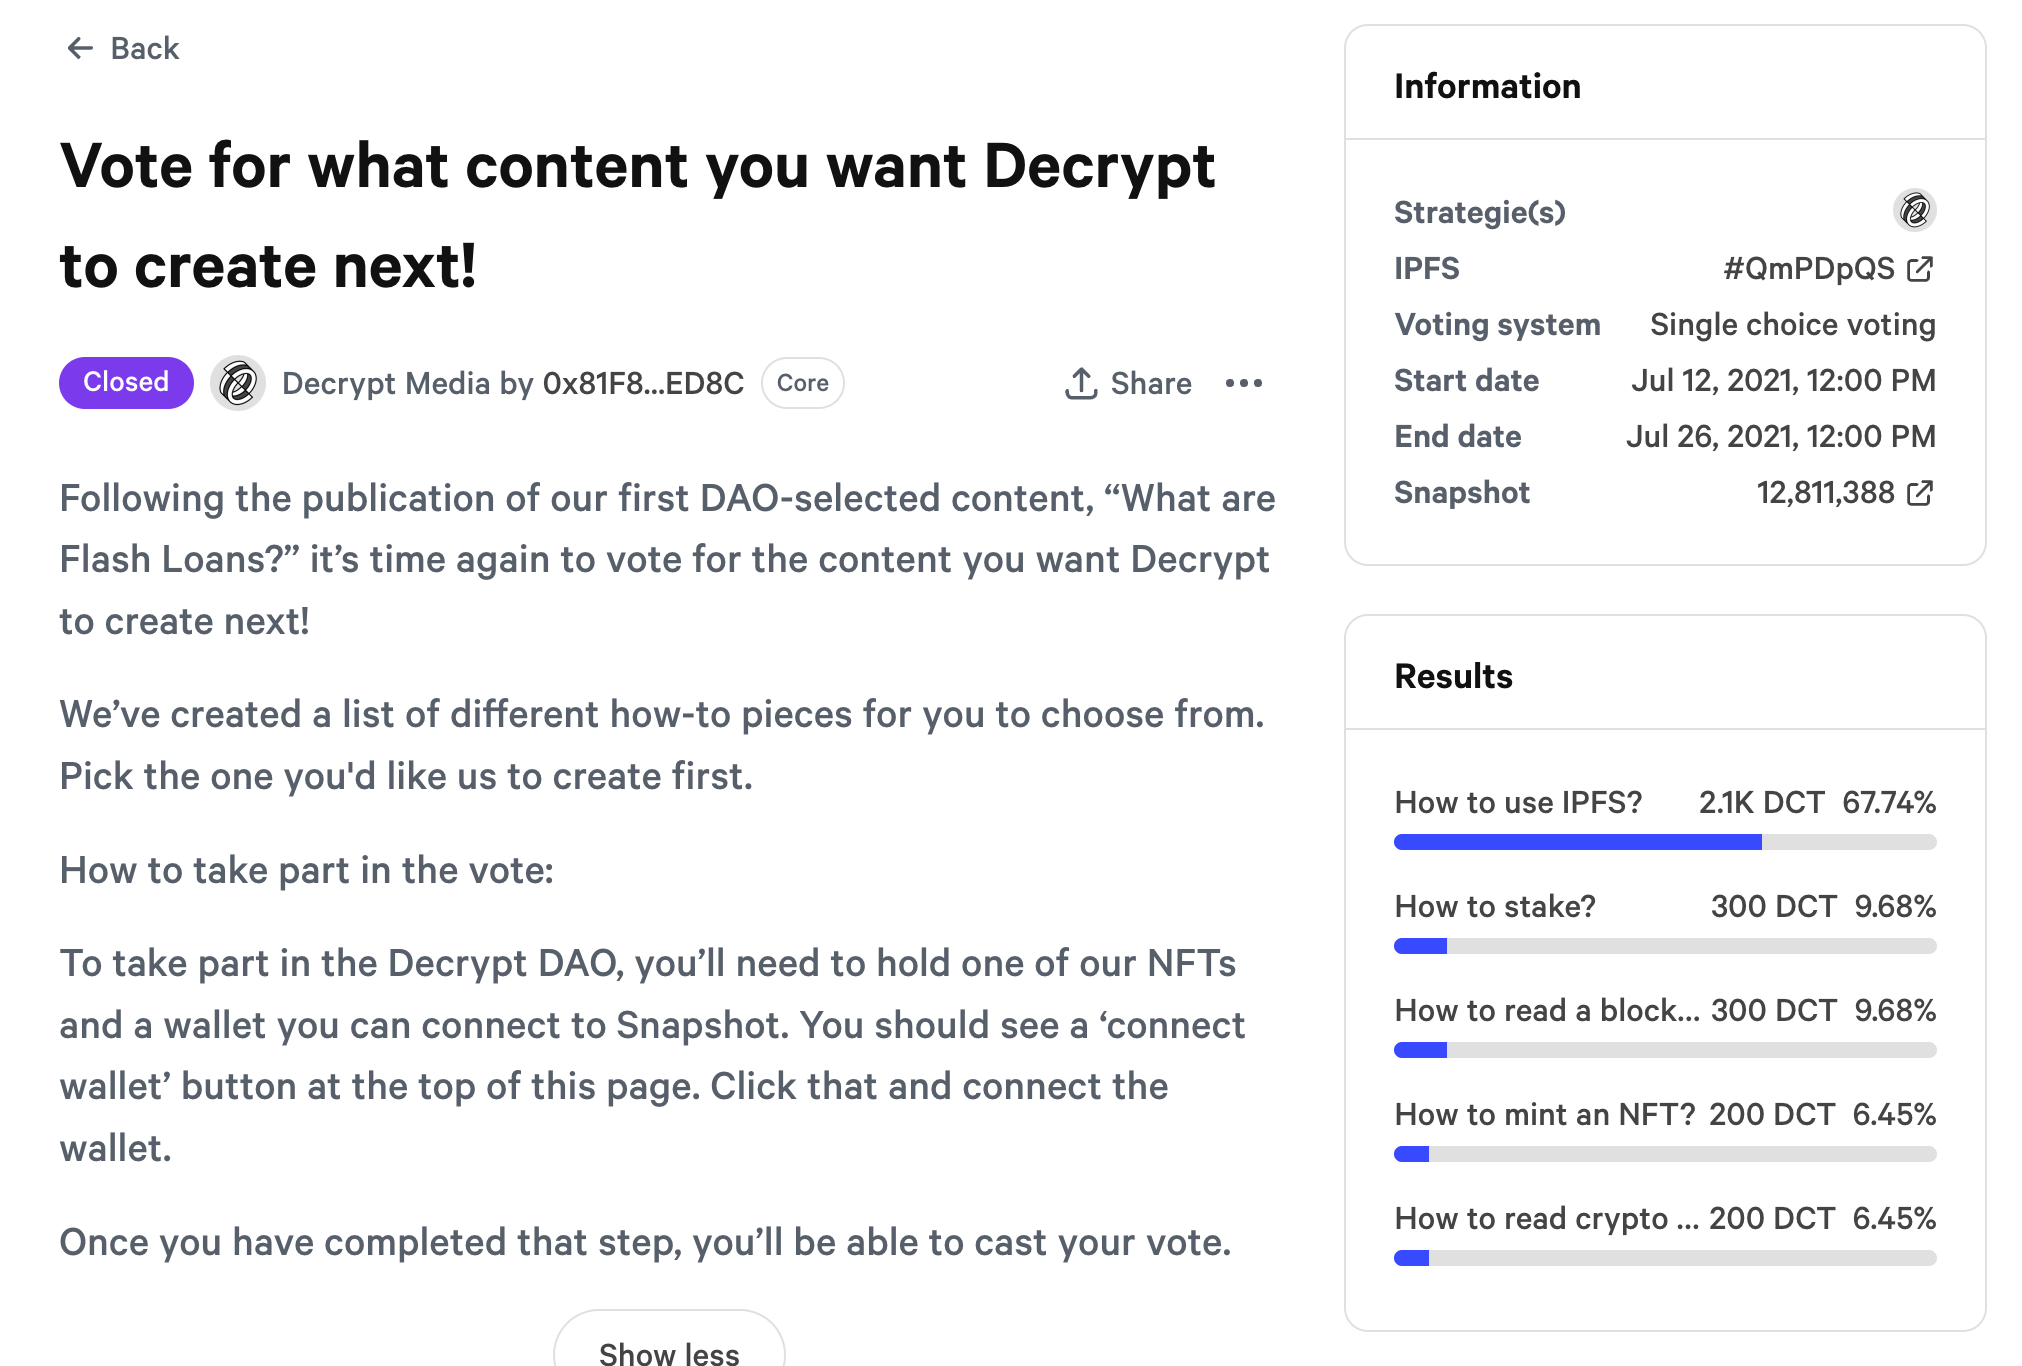 Back
Vote for what content you want Decrypt
to create next!
Closed Decrypt Media by 0x81F8...ED8C Core Share
Following the publication of our first DAO-selected content, “What are
Flash Loans?” it’s time again to vote for the content you want Decrypt
to create next!
We’ve created a list of different how-to pieces for you to choose from.
Pick the one you'd like us to create first.
How to take part in the vote:
To take part in the Decrypt DAO, you’ll need to hold one of our NFTs
and a wallet you can connect to Snapshot. You should see a ‘connect
wallet’ button at the top of this page. Click that and connect the
wallet.
Once you have completed that step, you’ll be able to cast your vote.
Show less
Information
Strategie(s)
IPFS #QmPDpQS
Voting system Single choice voting
Start date Jul 12, 2021, 12:00 PM
End date Jul 26, 2021, 12:00 PM
Snapshot 12,811,388
Results
How to use IPFS? 2.1K DCT 67.74%
How to stake? 300 DCT 9.68%
How to read a block... 300 DCT 9.68%
How to mint an NFT? 200 DCT 6.45%
How to read crypto ... 200 DCT 6.45%